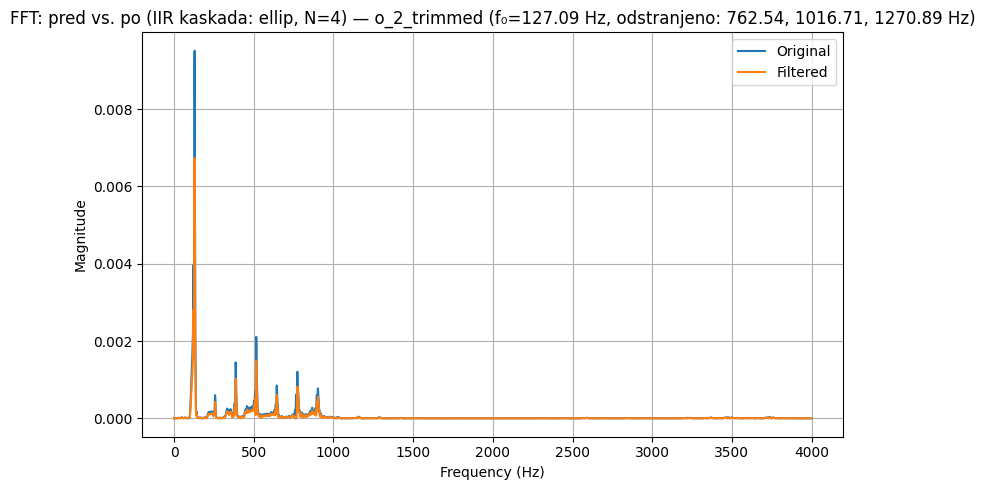 FFT: pred vs. po (IIR kaskada: ellip, N=4) — o_2_trimmed (f₀=127.09 Hz, odstranjeno: 762.54, 1016.71, 1270.89 Hz)
Original
Filtered
0.008
0.006
0.004
0.002
0.000
Magnitude
0 500 1000 1500 2000 2500 3000 3500 4000
Frequency (Hz)